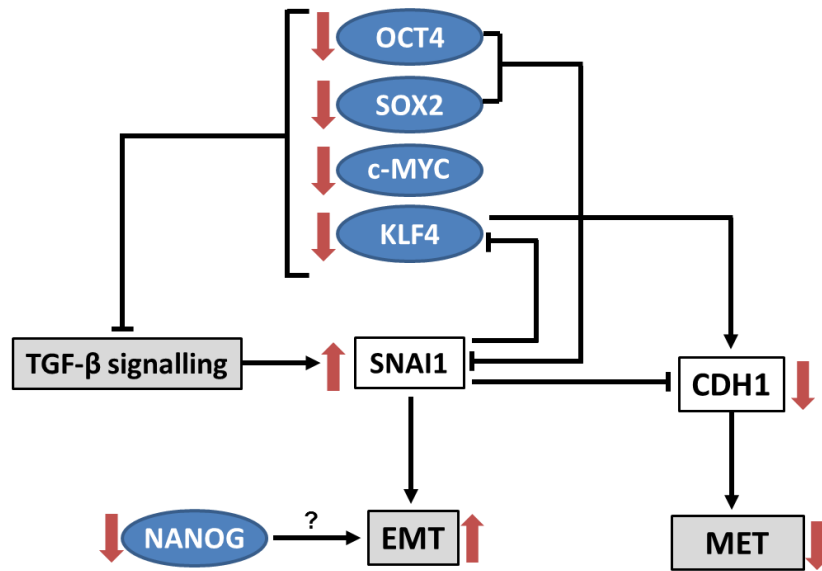 OCT4
SOX2
c-MYC
KLF4
TGF-β signalling
SNAI1
CDH1
?
NANOG
EMT
MET